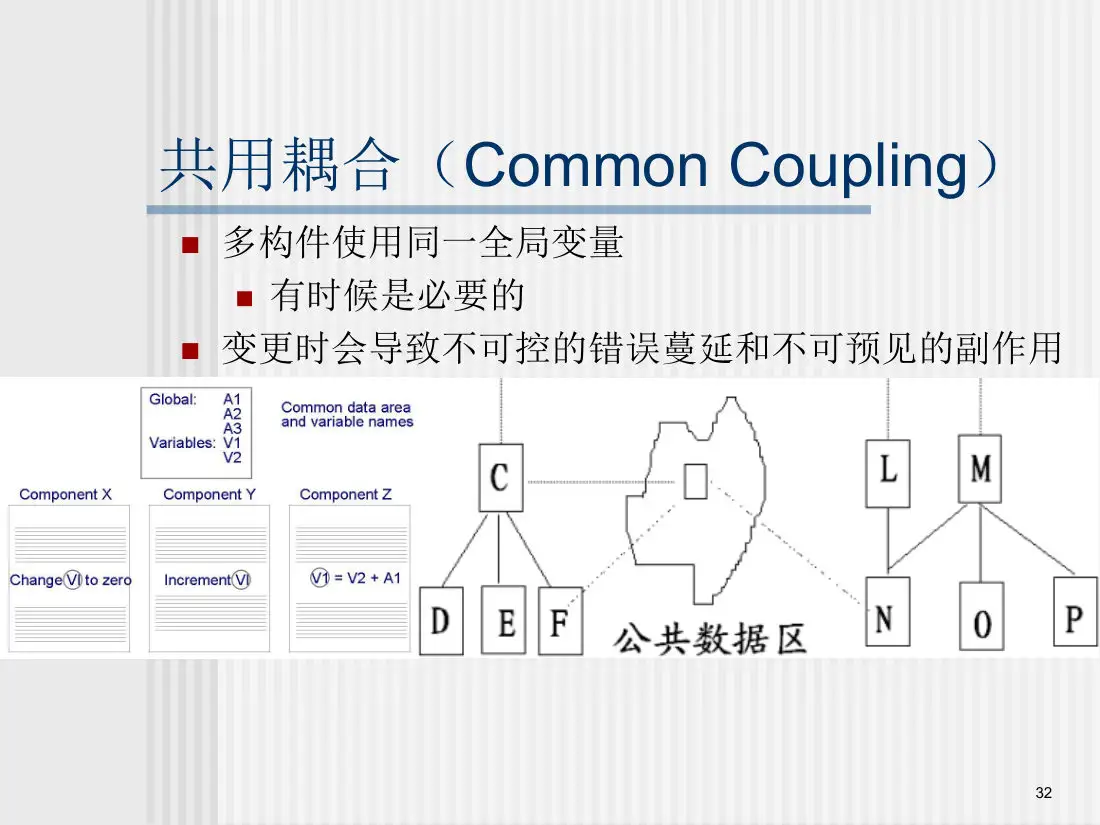 共用耦合（Common Coupling）
多构件使用同一全局变量
有时候是必要的
变更时会导致不可控的错误蔓延和不可预见的副作用
Global: A1
A2
A3
Variables: V1
V2
Common data area
and variable names
Component X
Component Y
Component Z
Change VI to zero
Increment VI
V1 = V2 + A1
C
D
E
F
公共数据区
L
M
N
O
P
32